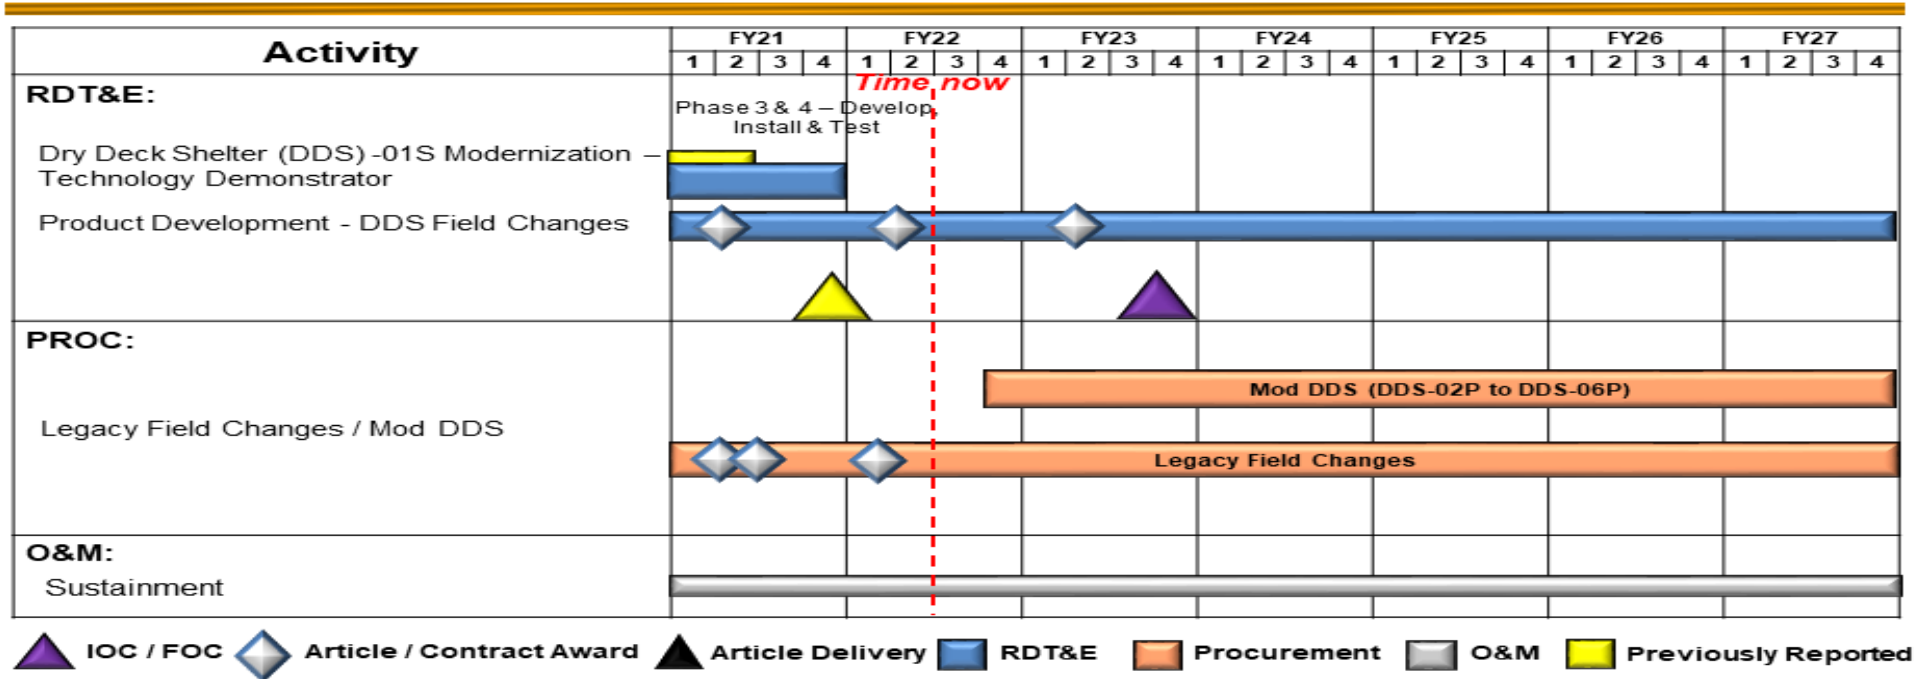 Activity
FY21 FY22 FY23 FY24 FY25 FY26 FY27
1 2 3 4 1 2 3 4 1 2 3 4 1 2 3 4 1 2 3 4 1 2 3 4 1 2 3 4
Time now
RDT&E:
Phase 3 & 4 – Develop,
Install & Test
Dry Deck Shelter (DDS) -01S Modernization –
Technology Demonstrator
Product Development - DDS Field Changes
PROC:
Mod DDS (DDS-02P to DDS-06P)
Legacy Field Changes / Mod DDS
Legacy Field Changes
O&M:
Sustainment
IOC / FOC Article / Contract Award Article Delivery RDT&E Procurement O&M Previously Reported